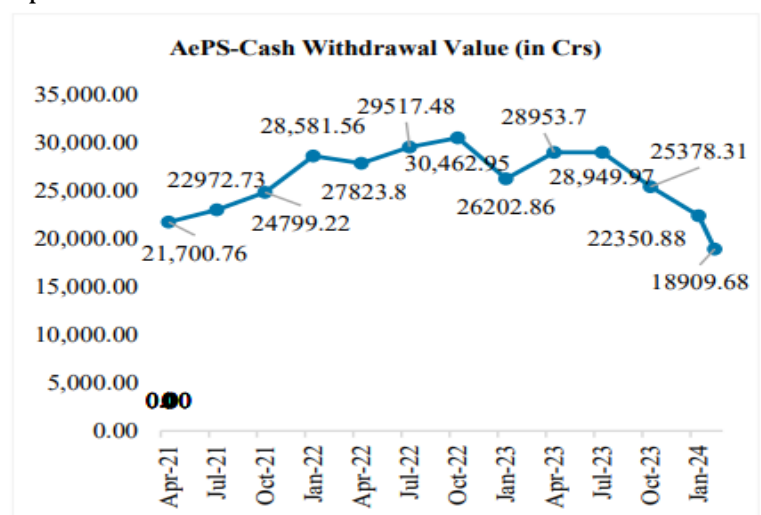 AePS-Cash Withdrawal Value (in Crs)
35,000.00
30,000.00
25,000.00
20,000.00
15,000.00
10,000.00
5,000.00
0.00
21,700.76
22972.73
24799.22
28,581.56
27823.8
29517.48
30,462.95
26202.86
28953.7
28,949.97
25378.31
22350.88
18909.68
Apr-21
Jul-21
Oct-21
Jan-22
Apr-22
Jul-22
Oct-22
Jan-23
Apr-23
Jul-23
Oct-23
Jan-24